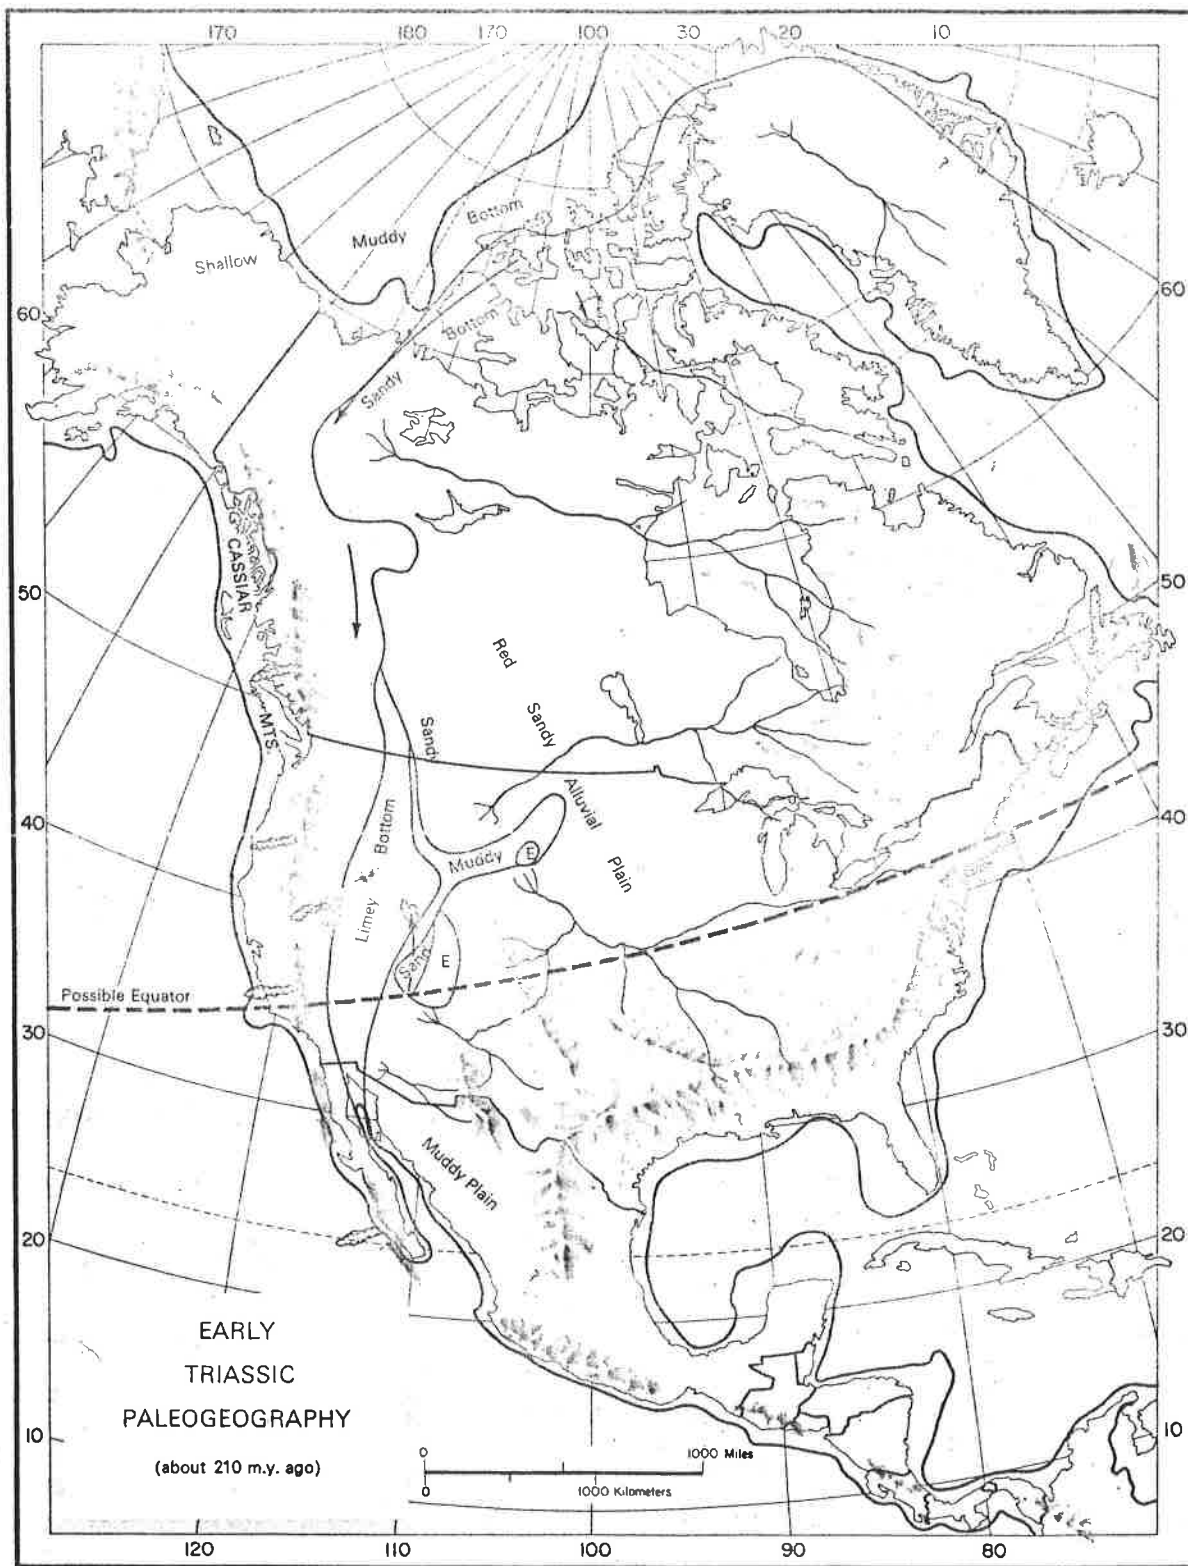 170 180 170 100 30 20 10
Bottom
Muddy
Shallow
60 60
Bottom
Sandy
G. CASSIAR
50 50
Red
Sandy
Sandy
MTS.
Alluvial
Bottom
40 40
Muddy E
Plain
Limey
Sand E
Possible Equator
30 30
Muddy Plain
20 20
EARLY
TRIASSIC
PALEOGEOGRAPHY
(about 210 m.y. ago)
10 10
0 1000 Miles
0 1000 Kilometers
120 110 100 90 80